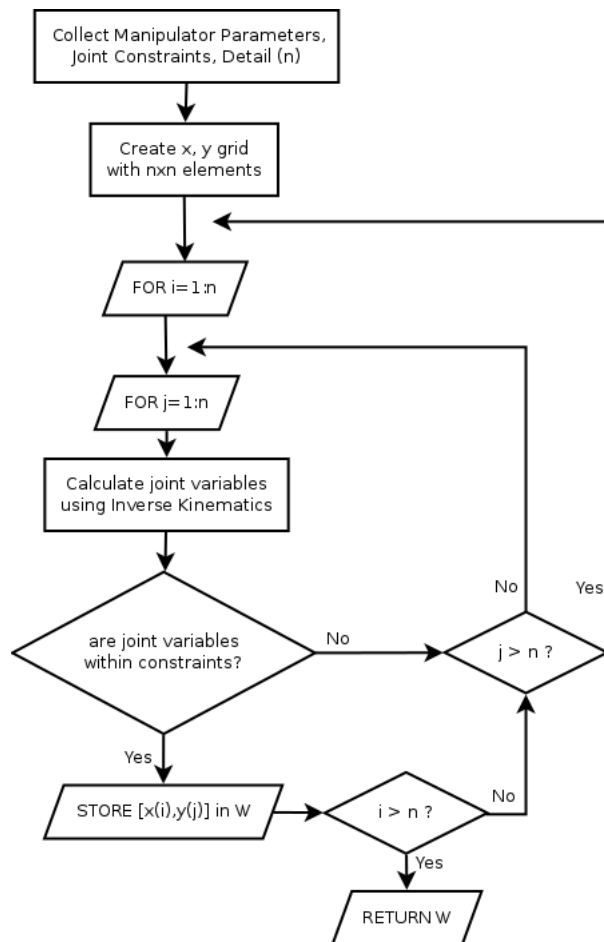 Collect Manipulator Parameters,
Joint Constraints, Detail (n)
Create x, y grid
with nxn elements
FOR i=1:n
FOR j=1:n
Calculate joint variables
using Inverse Kinematics
are joint variables
within constraints?
No
No
Yes
j > n ?
Yes
STORE [x(i),y(j)] in W
i > n ?
No
Yes
RETURN W